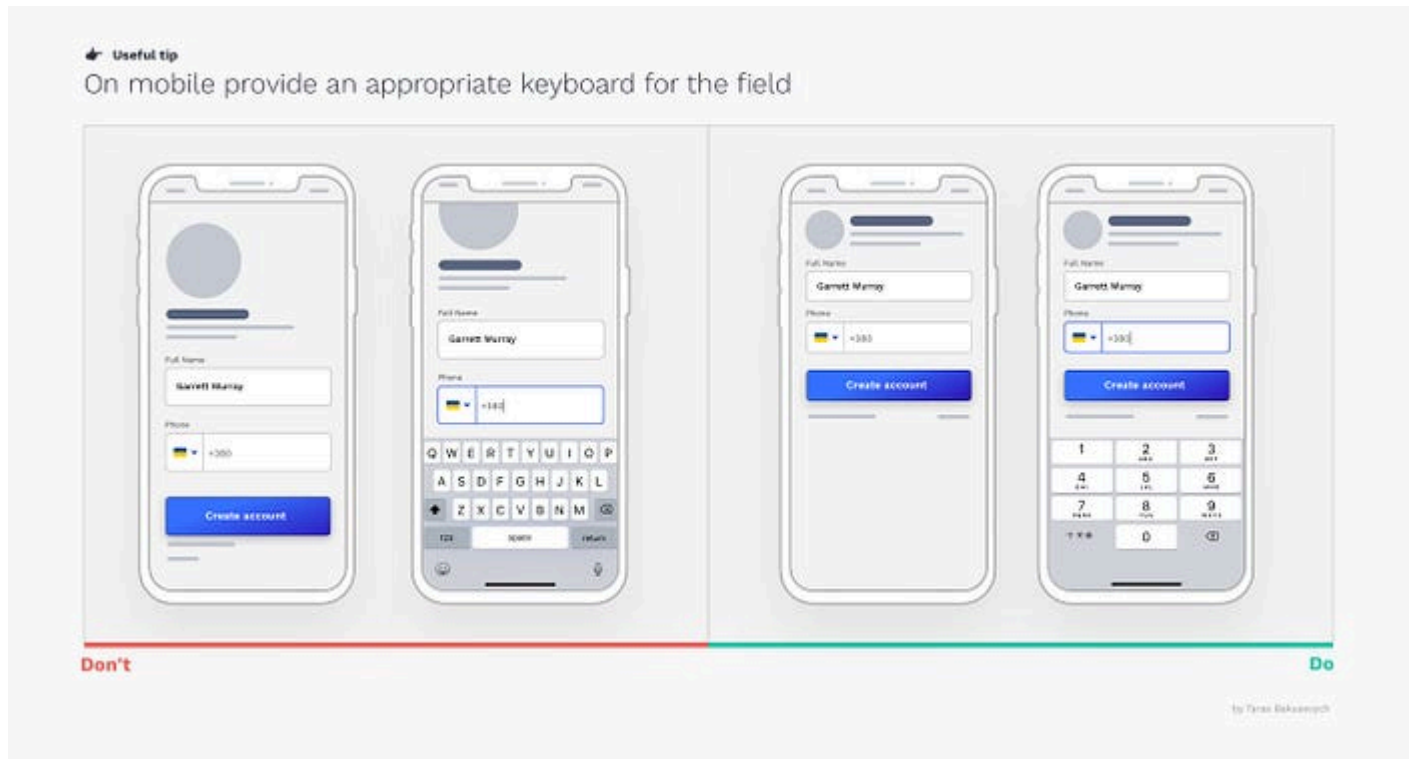 Useful tip
On mobile provide an appropriate keyboard for the field
Full Name
Garrett Murray
Phone
+380
Create account
Full Name
Garrett Murray
Phone
+380
Q W E R T Y U I O P
A S D F G H J K L
Z X C V B N M
123 space return
Full Name
Garrett Murray
Phone
+380
Create account
Full Name
Garrett Murray
Phone
+380
Create account
1 2 3
4 5 6
7 8 9
0
Don't
Do
by Taras